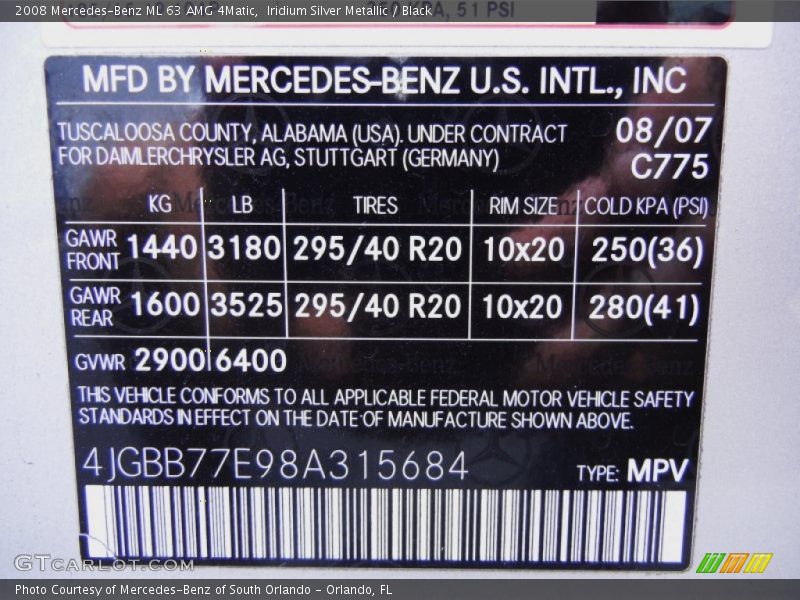 2008 Mercedes-Benz ML 63 AMG 4Matic,  Iridium Silver Metallic / Black
KPA, 51 PSI
MFD BY MERCEDES-BENZ U.S. INTL., INC
TUSCALOOSA COUNTY, ALABAMA (USA). UNDER CONTRACT 08/07
FOR DAIMLERCHRYSLER AG, STUTTGART (GERMANY) C775
KG LB TIRES RIM SIZE COLD KPA (PSI)
GAWR FRONT 1440 3180 295/40 R20 10x20 250(36)
GAWR REAR 1600 3525 295/40 R20 10x20 280(41)
GVWR 2900 6400
THIS VEHICLE CONFORMS TO ALL APPLICABLE FEDERAL MOTOR VEHICLE SAFETY
STANDARDS IN EFFECT ON THE DATE OF MANUFACTURE SHOWN ABOVE.
4JGBB77E98A315684 TYPE: MPV
GTCARLOT.COM
Photo Courtesy of Mercedes-Benz of South Orlando - Orlando, FL